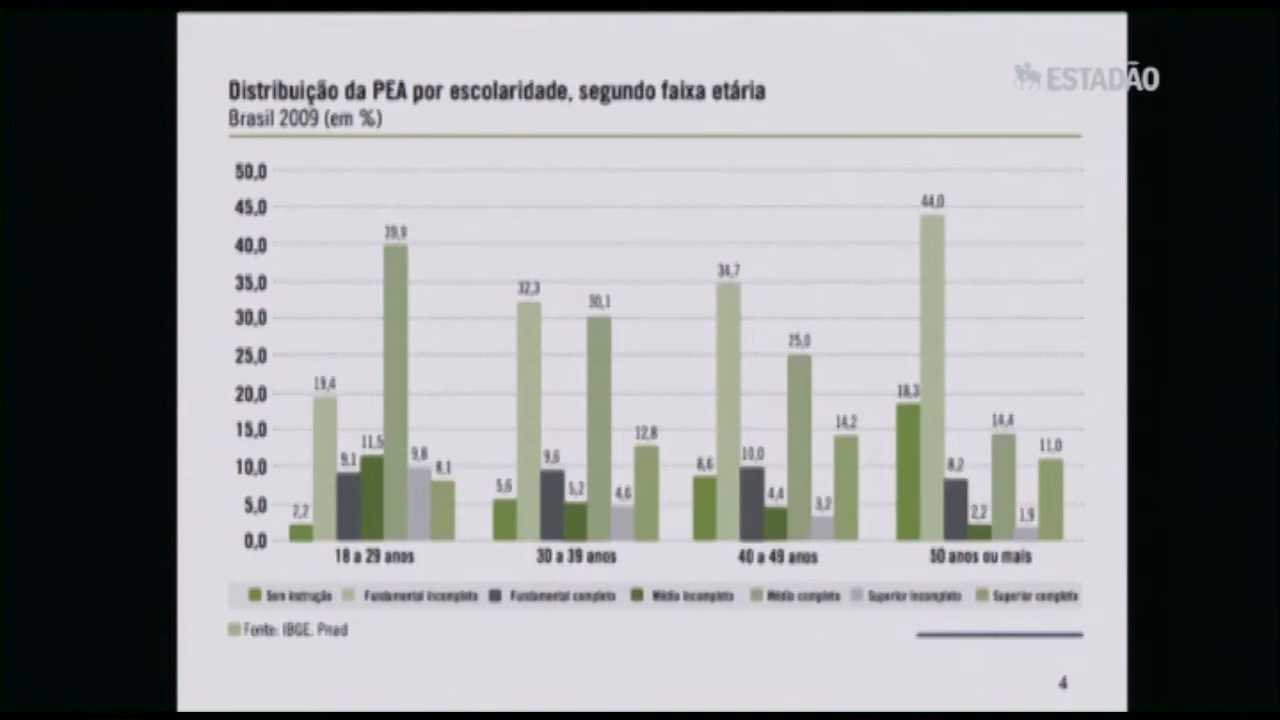 ESTADÃO
Distribuição da PEA por escolaridade, segundo faixa etária
Brasil 2009 (em %)
50,0
45,0
40,0
35,0
30,0
25,0
20,0
15,0
10,0
5,0
0,0
2,2 19,4 9,1 11,5 39,9 9,8 8,1
5,6 32,3 9,6 5,2 30,1 4,6 12,8
8,6 34,7 10,0 4,4 25,0 3,2 14,2
18,3 44,0 8,2 2,2 14,4 1,9 11,0
18 a 29 anos 30 a 39 anos 40 a 49 anos 50 anos ou mais
Sem instrução Fundamental incompleto Fundamental completo Médio incompleto Médio completo Superior incompleto Superior completo
Fonte: IBGE. Pnad
4